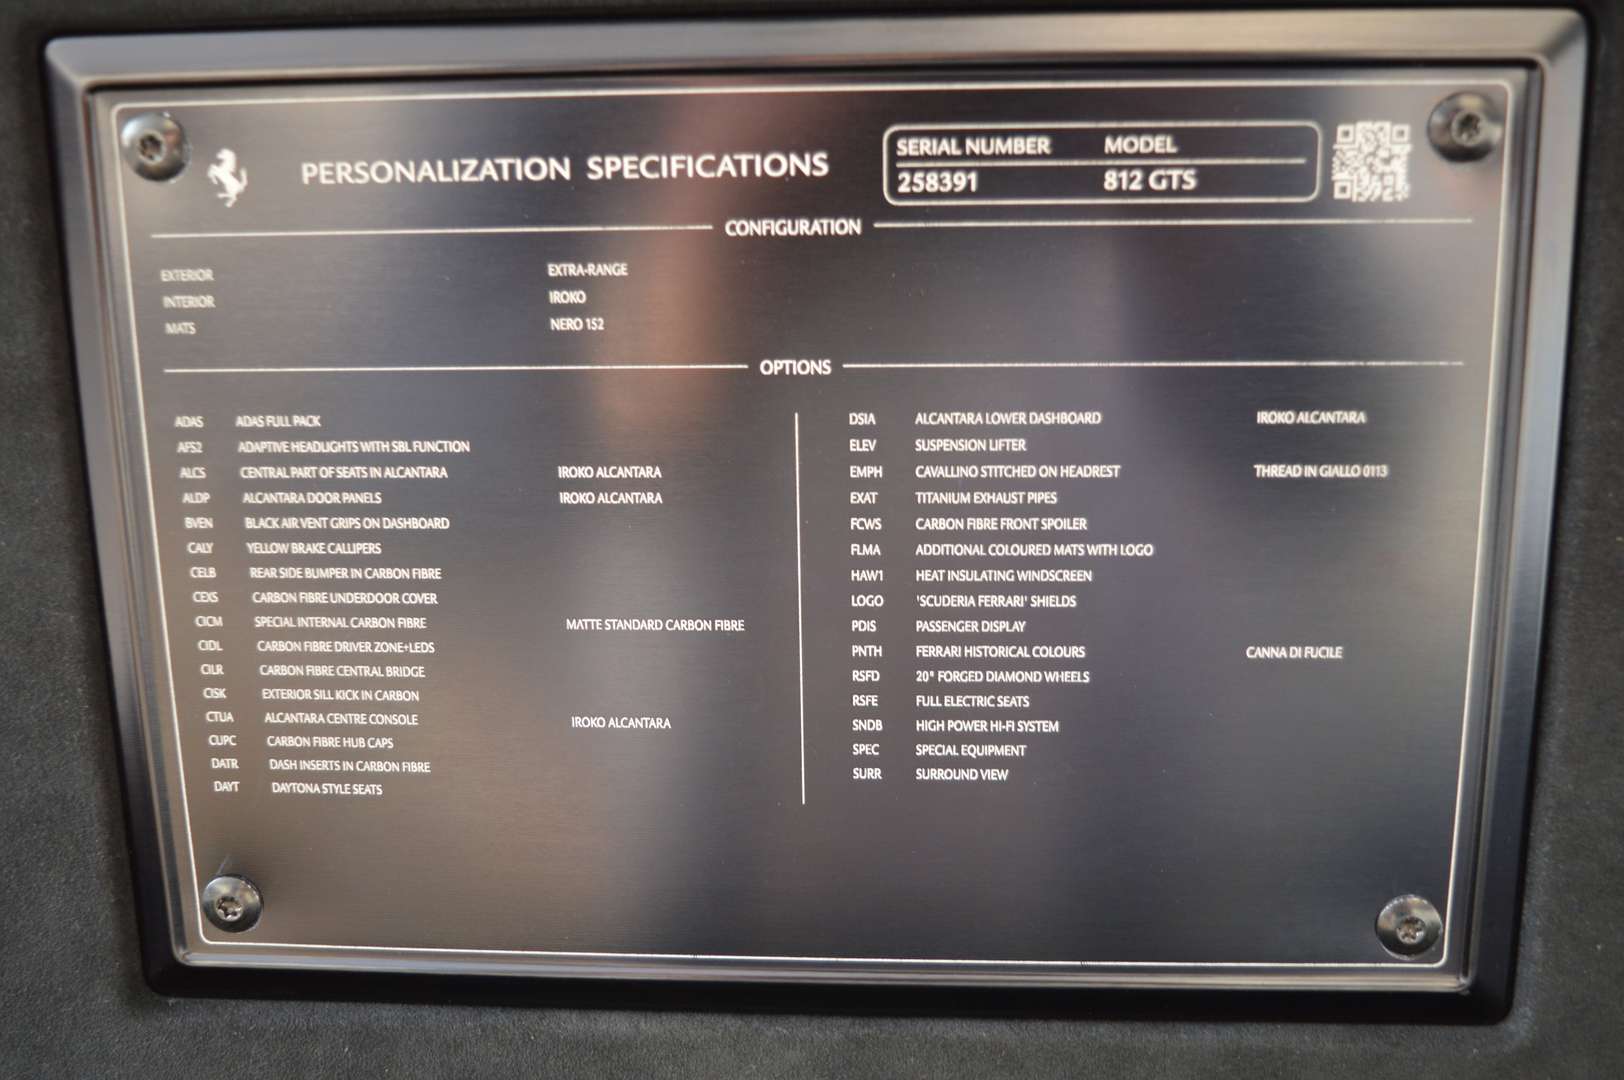 PERSONALIZATION SPECIFICATIONS
SERIAL NUMBER MODEL
258391 812 GTS
CONFIGURATION
EXTERIOR EXTRA-RANGE
INTERIOR IROKO
MATS NERO 152
OPTIONS
ADAS ADAS FULL PACK
AFS2 ADAPTIVE HEADLIGHTS WITH SBL FUNCTION
ALCS CENTRAL PART OF SEATS IN ALCANTARA IROKO ALCANTARA
ALDP ALCANTARA DOOR PANELS IROKO ALCANTARA
BVEN BLACK AIR VENT GRIPS ON DASHBOARD
CALY YELLOW BRAKE CALLIPERS
CELB REAR SIDE BUMPER IN CARBON FIBRE
CEXS CARBON FIBRE UNDERDOOR COVER
CICM SPECIAL INTERNAL CARBON FIBRE MATTE STANDARD CARBON FIBRE
CIDL CARBON FIBRE DRIVER ZONE+LEDS
CILR CARBON FIBRE CENTRAL BRIDGE
CISK EXTERIOR SILL KICK IN CARBON
CTUA ALCANTARA CENTRE CONSOLE IROKO ALCANTARA
CUPC CARBON FIBRE HUB CAPS
DATR DASH INSERTS IN CARBON FIBRE
DAYT DAYTONA STYLE SEATS
DSIA ALCANTARA LOWER DASHBOARD IROKO ALCANTARA
ELEV SUSPENSION LIFTER
EMPH CAVALLINO STITCHED ON HEADREST THREAD IN GIALLO 0113
EXAT TITANIUM EXHAUST PIPES
FCWS CARBON FIBRE FRONT SPOILER
FLMA ADDITIONAL COLOURED MATS WITH LOGO
HAW1 HEAT INSULATING WINDSCREEN
LOGO 'SCUDERIA FERRARI' SHIELDS
PDIS PASSENGER DISPLAY
PNTH FERRARI HISTORICAL COLOURS CANNA DI FUCILE
RSFD 20" FORGED DIAMOND WHEELS
RSFE FULL ELECTRIC SEATS
SNDB HIGH POWER HI-FI SYSTEM
SPEC SPECIAL EQUIPMENT
SURR SURROUND VIEW